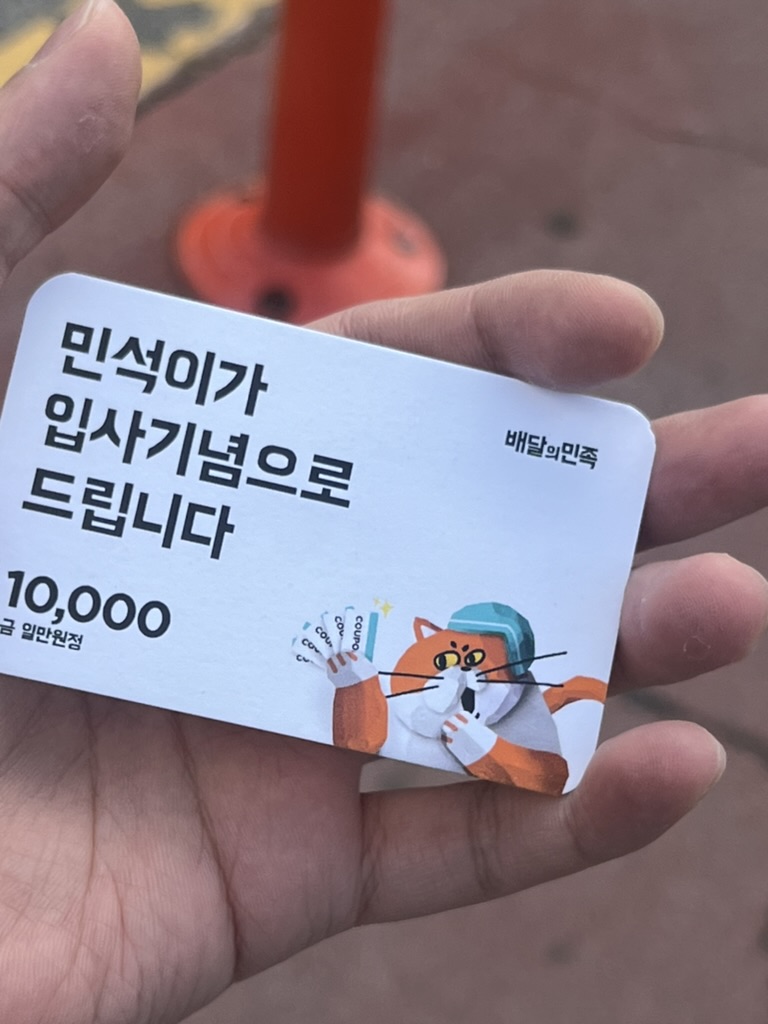 민석이가
입사기념으로
드립니다
배달의민족
10,000
금 일만원정
COUPO